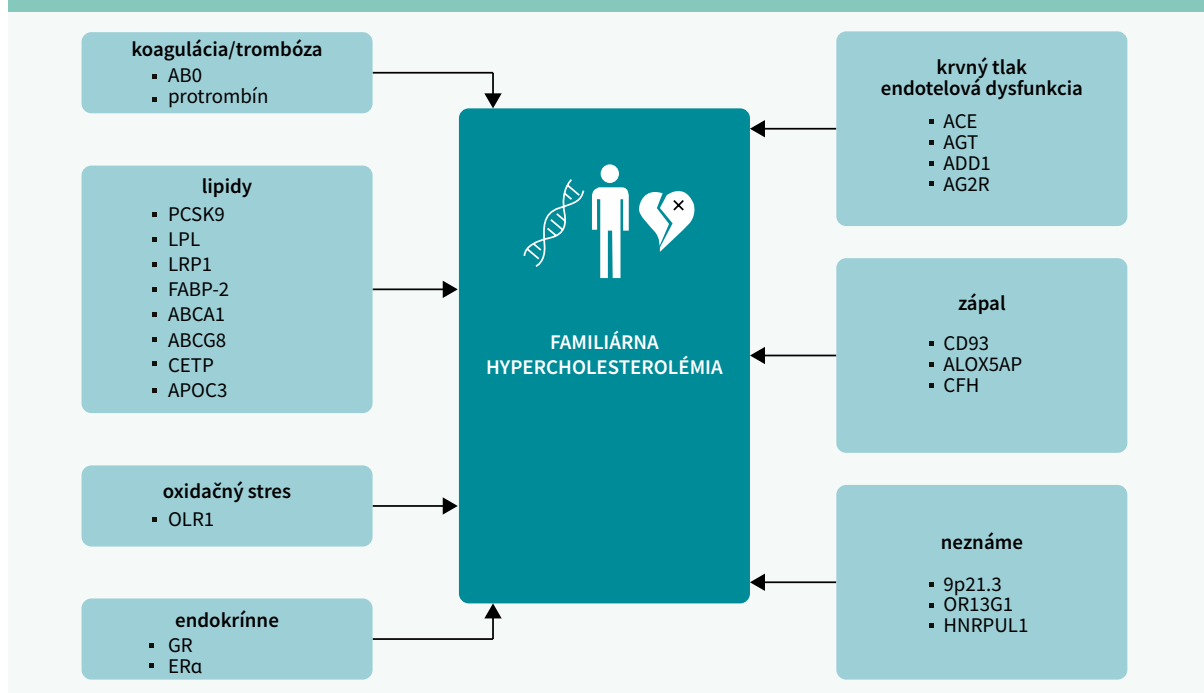 koagulácia/trombóza
▪ AB0
▪ protrombín
lipidy
▪ PCSK9
▪ LPL
▪ LRP1
▪ FABP-2
▪ ABCA1
▪ ABCG8
▪ CETP
▪ APOC3
oxidačný stres
▪ OLR1
endokrínne
▪ GR
▪ ERα
FAMILIÁRNA
HYPERCHOLESTEROLÉMIA
krvný tlak
endotelová dysfunkcia
▪ ACE
▪ AGT
▪ ADD1
▪ AG2R
zápal
▪ CD93
▪ ALOX5AP
▪ CFH
neznáme
▪ 9p21.3
▪ OR13G1
▪ HNRPUL1